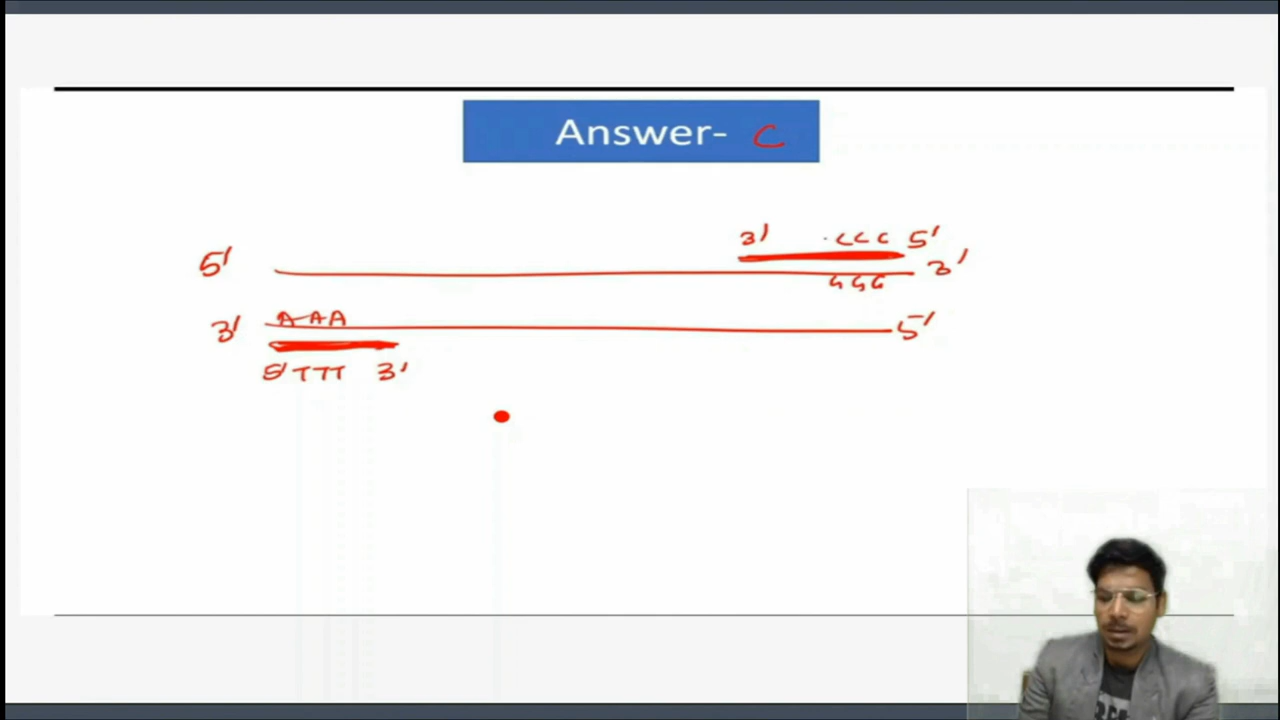 Answer- C
3' CCC 5'
5' 3'
GGG
AAA
3' 5'
5' TTT 3'